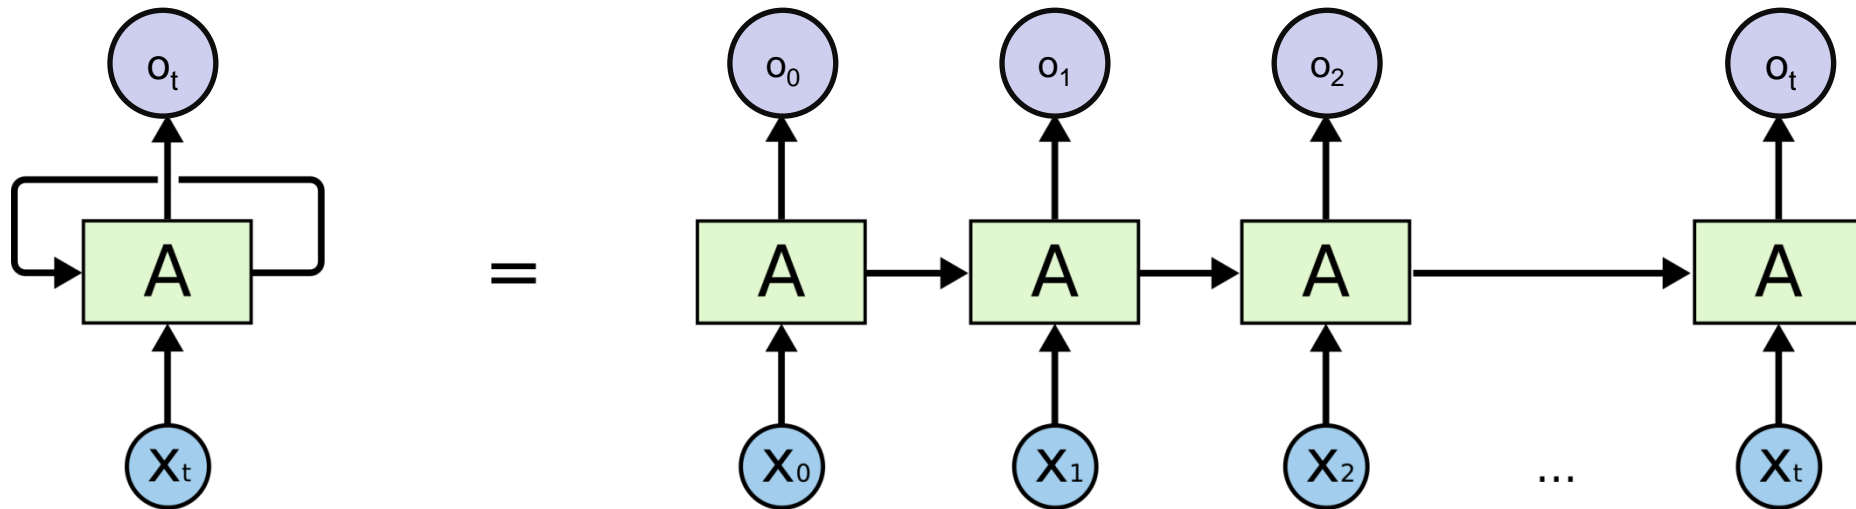 oₜ o₀ o₁ o₂ oₜ
A = A A A A
Xₜ X₀ X₁ X₂ ... Xₜ